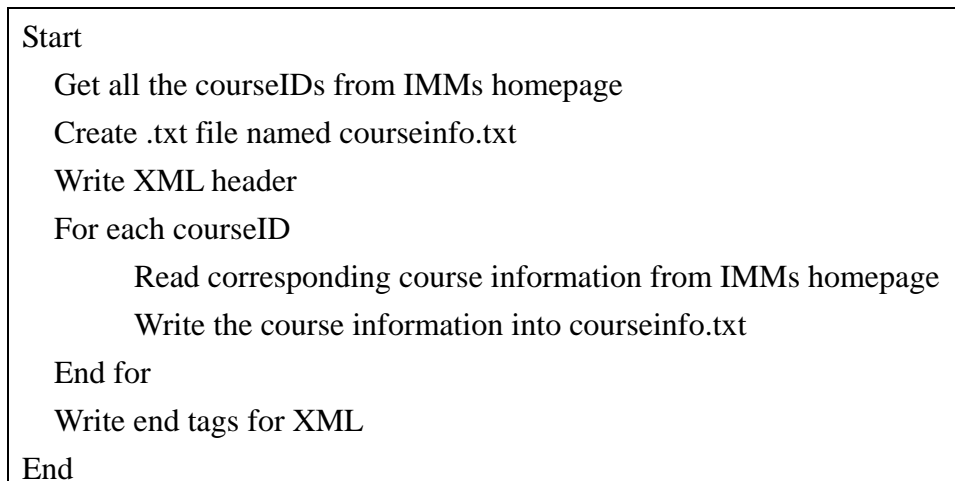 Start
Get all the courseIDs from IMMs homepage
Create .txt file named courseinfo.txt
Write XML header
For each courseID
Read corresponding course information from IMMs homepage
Write the course information into courseinfo.txt
End for
Write end tags for XML
End